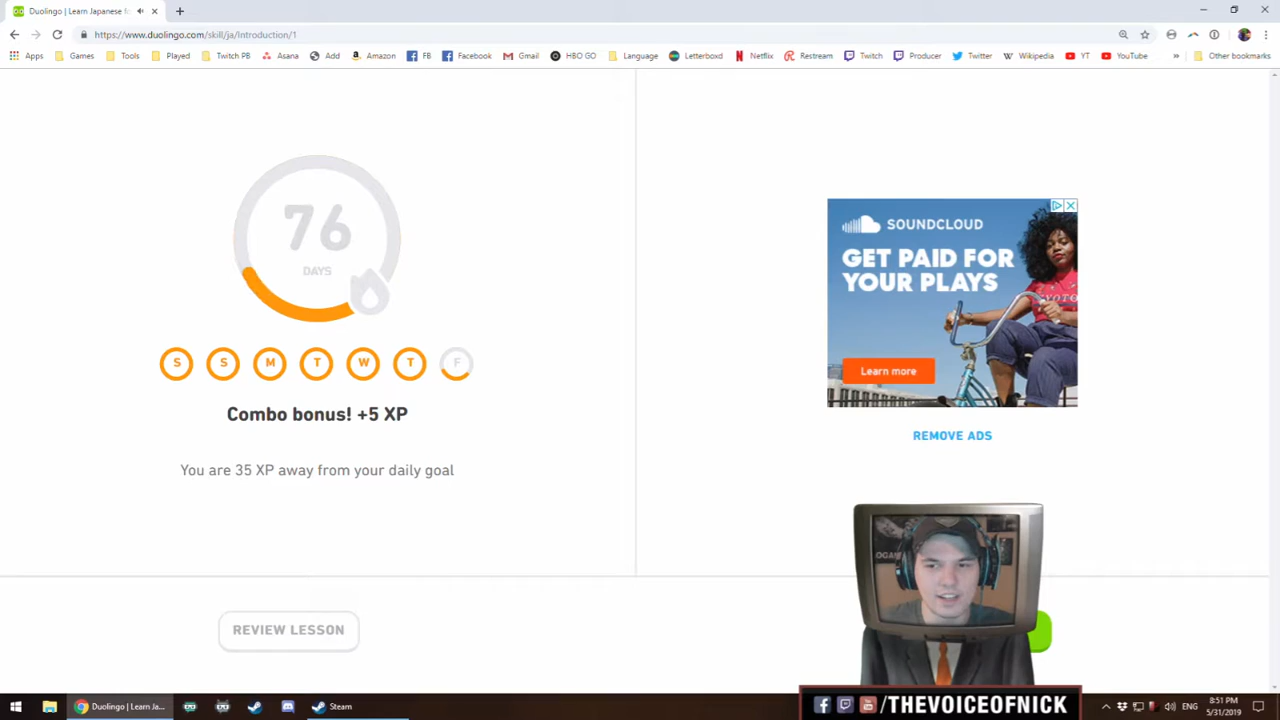 Duolingo | Learn Japanese fo
https://www.duolingo.com/skill/ja/Introduction/1
Apps Games Tools Played Twitch PB Asana Add Amazon FB Facebook Gmail HBO GO Language Letterboxd Netflix Restream Twitch Producer Twitter Wikipedia YT YouTube » Other bookmarks
76
DAYS
S S M T W T F
Combo bonus! +5 XP
You are 35 XP away from your daily goal
SOUNDCLOUD
GET PAID FOR
YOUR PLAYS
Learn more
REMOVE ADS
REVIEW LESSON
/THEVOICEOFNICK
Duolingo | Learn Ja...
Steam
ENG
8:51 PM
5/31/2019